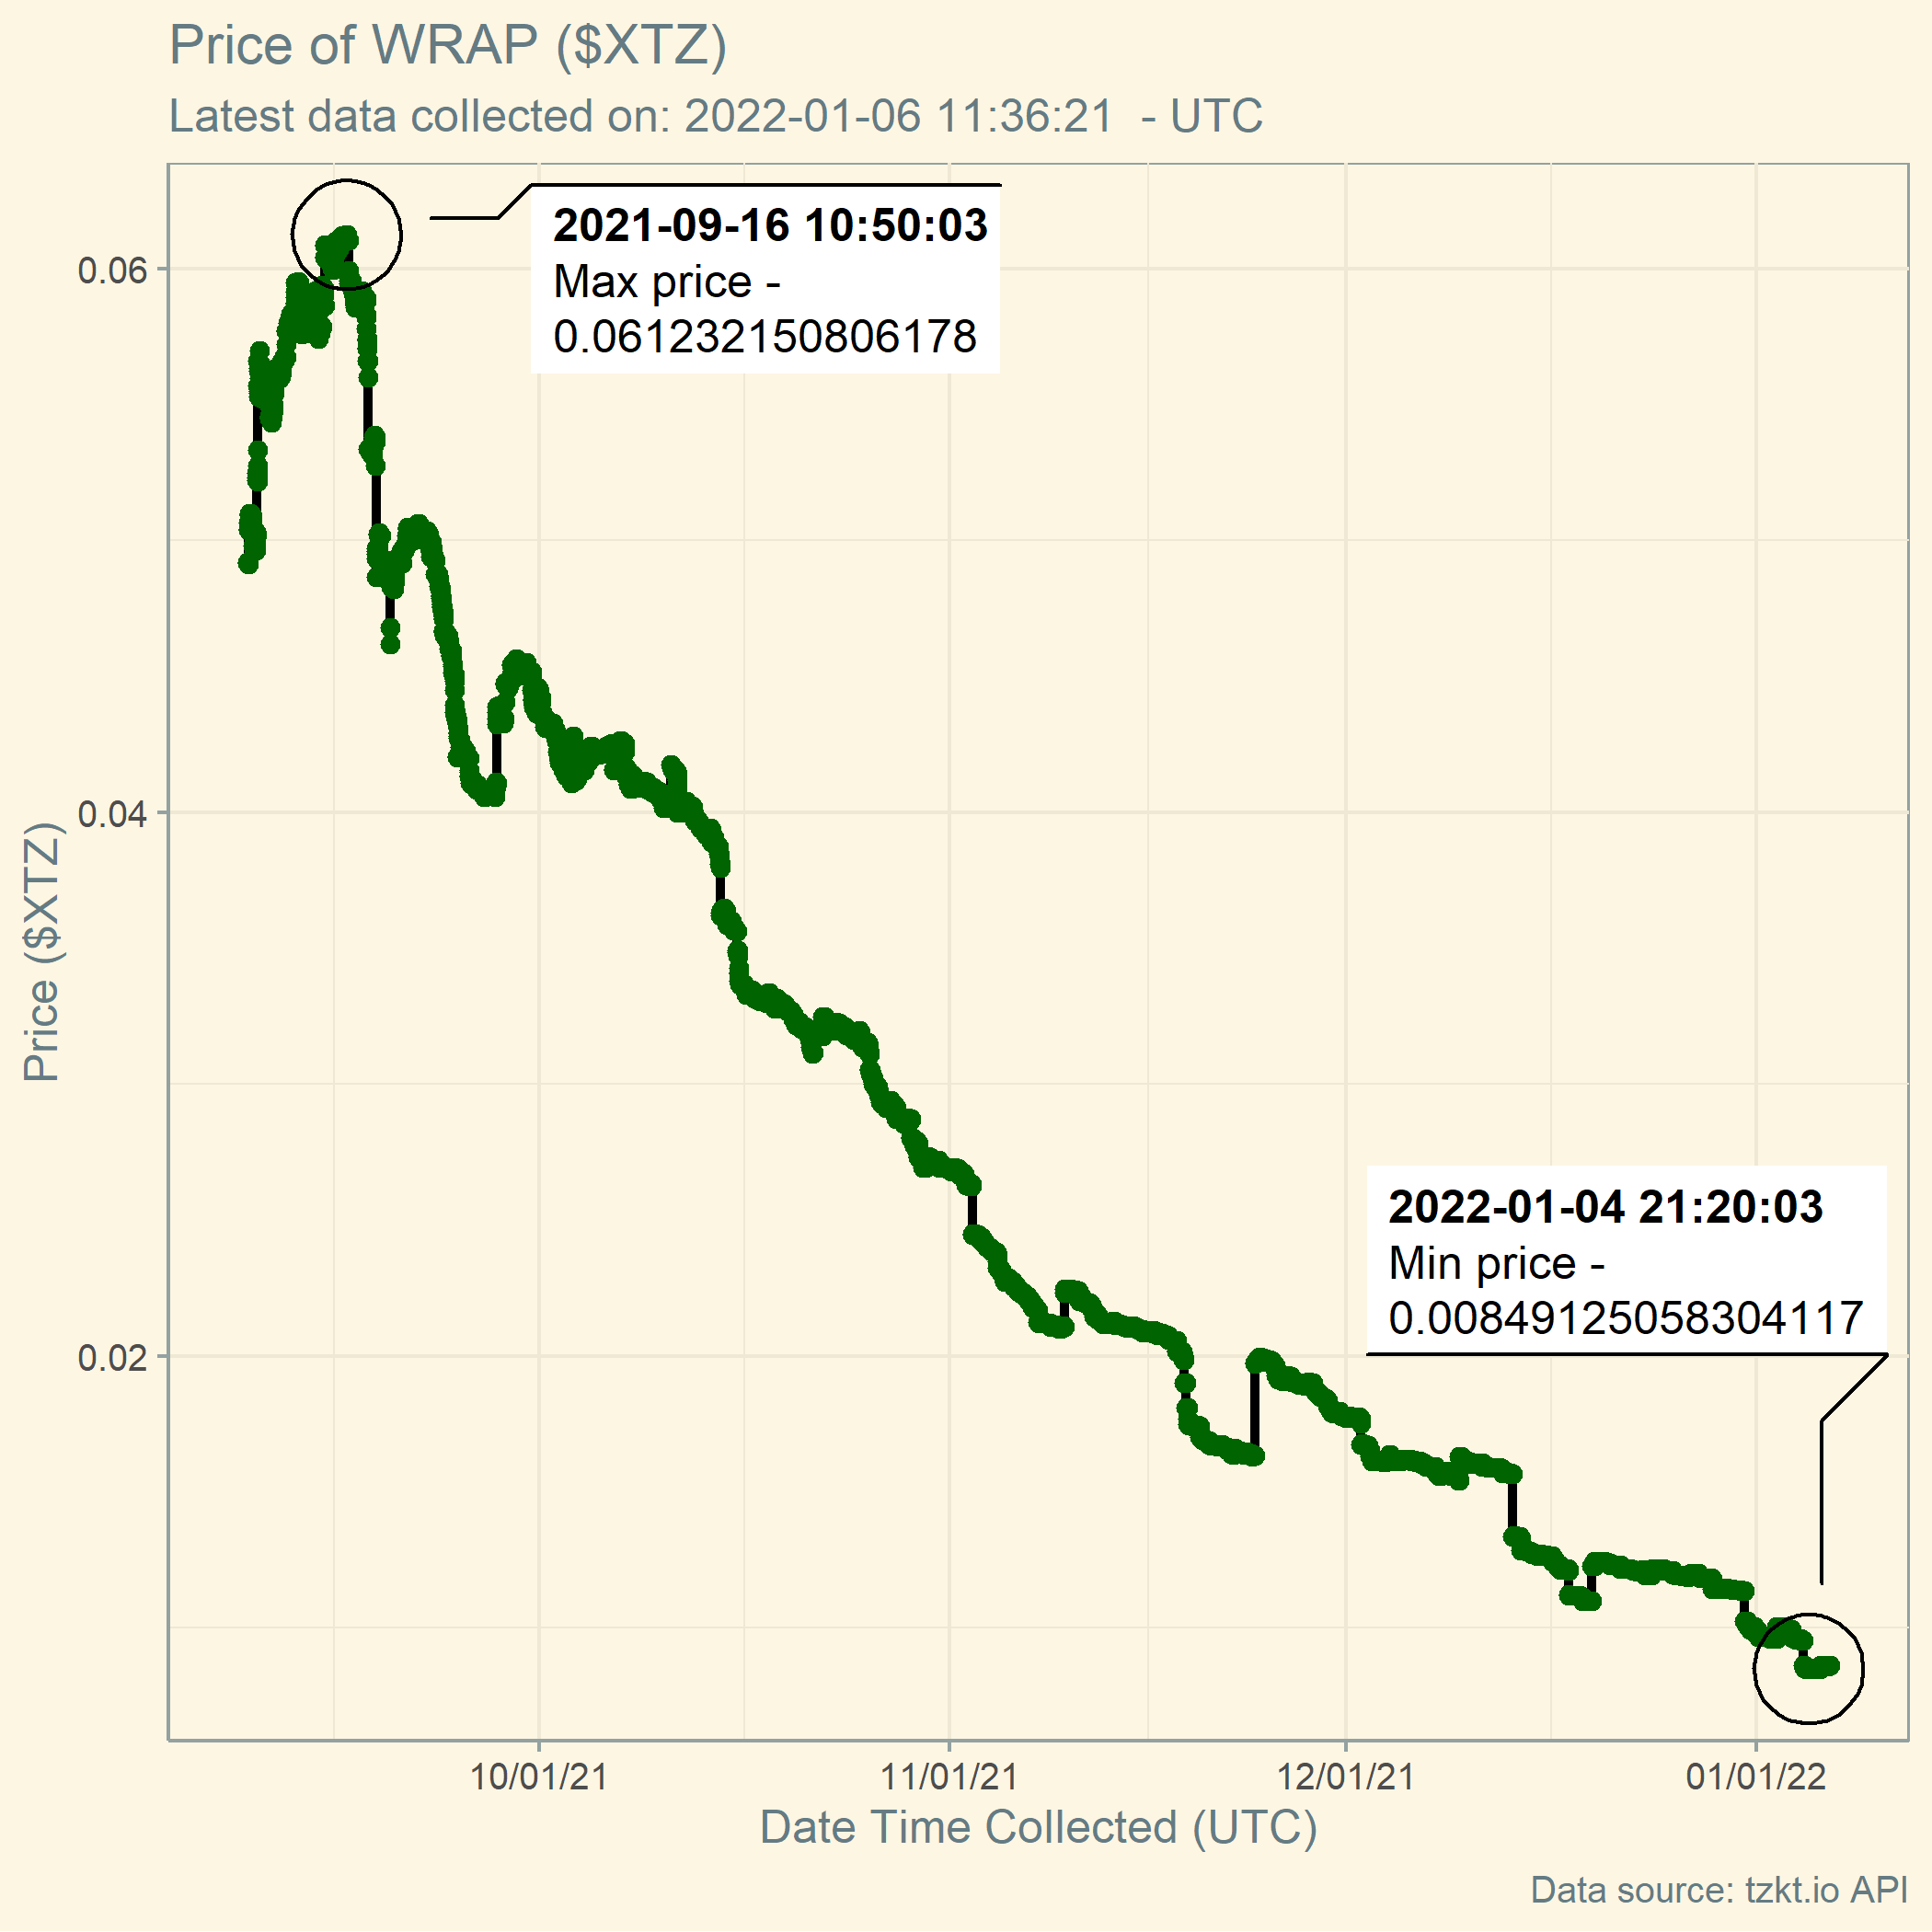 Price of WRAP ($XTZ)
Latest data collected on: 2022-01-06 11:36:21  - UTC
2021-09-16 10:50:03
Max price -
0.061232150806178
0.06
0.04
0.02
Price ($XTZ)
2022-01-04 21:20:03
Min price -
0.00849125058304117
10/01/21
11/01/21
12/01/21
01/01/22
Date Time Collected (UTC)
Data source: tzkt.io API